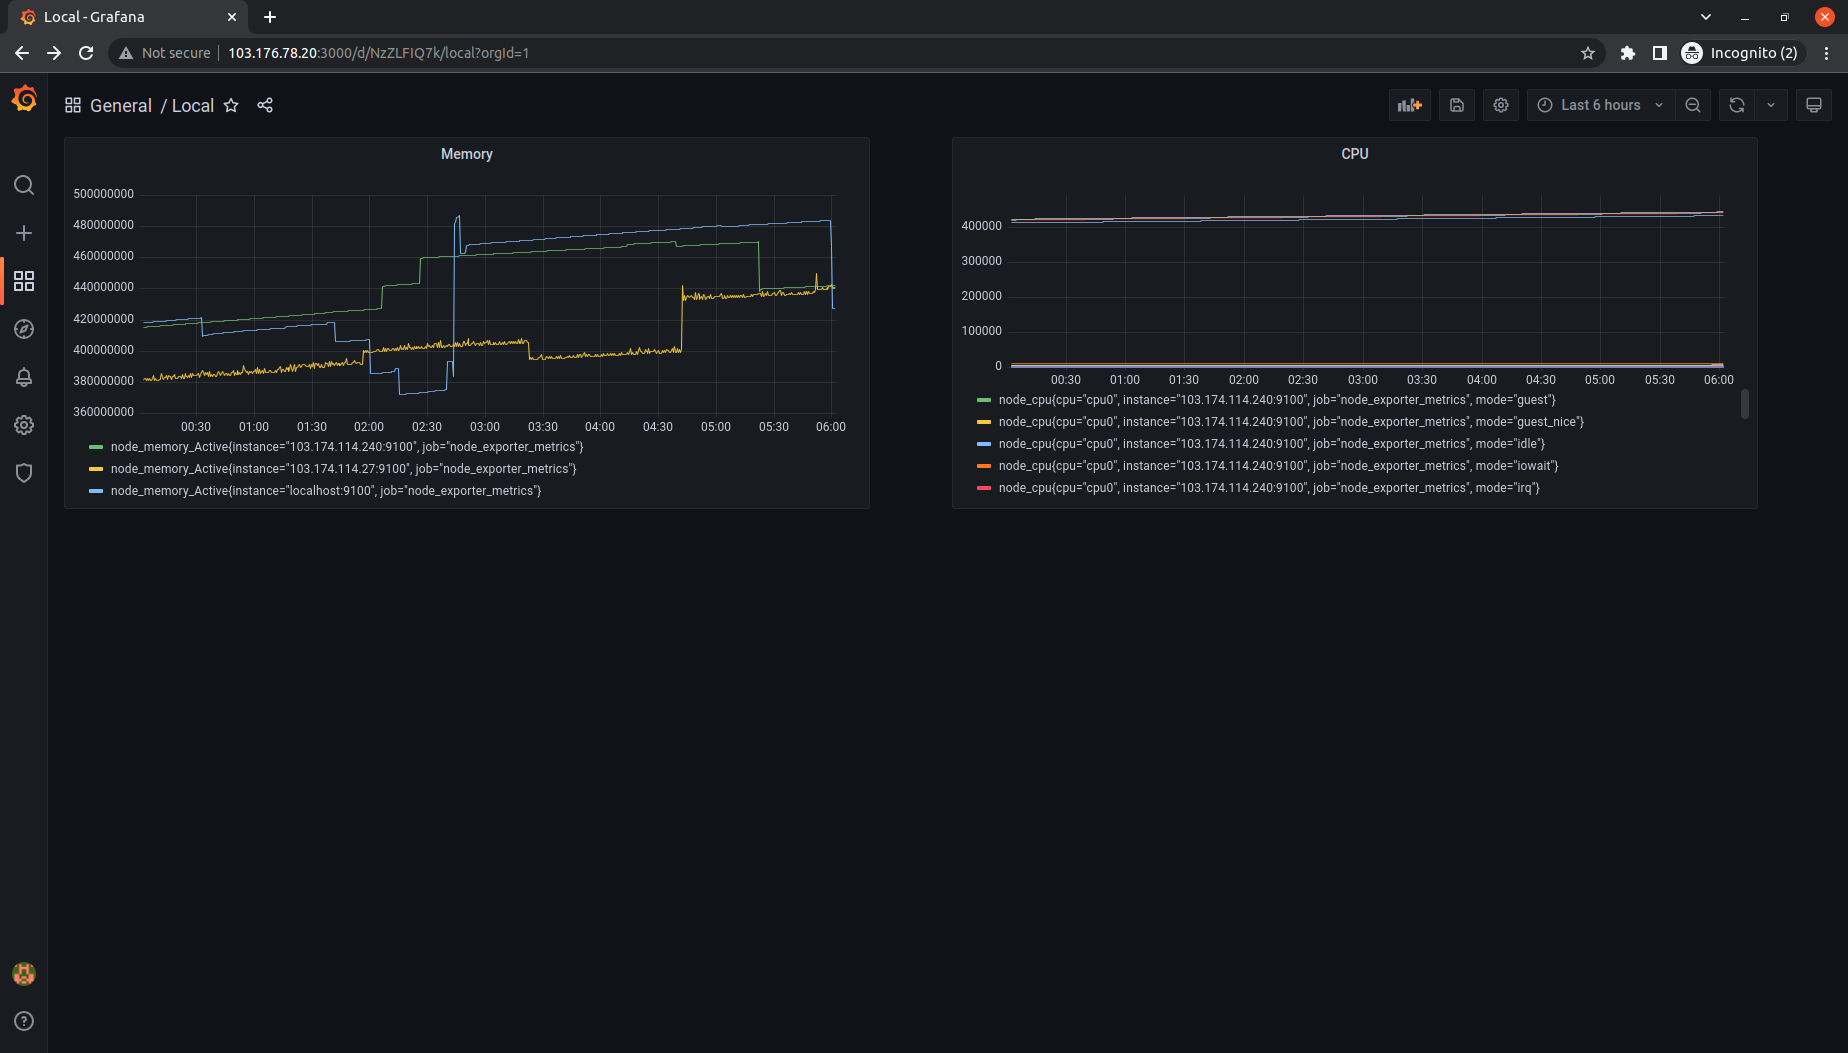 Local - Grafana
Not secure 103.176.78.20:3000/d/NzZLFIQ7k/local?orgId=1 Incognito (2)
General / Local Last 6 hours
Memory
500000000
480000000
460000000
440000000
420000000
400000000
380000000
360000000
00:30 01:00 01:30 02:00 02:30 03:00 03:30 04:00 04:30 05:00 05:30 06:00
node_memory_Active{instance="103.174.114.240:9100", job="node_exporter_metrics"}
node_memory_Active{instance="103.174.114.27:9100", job="node_exporter_metrics"}
node_memory_Active{instance="localhost:9100", job="node_exporter_metrics"}
CPU
400000
300000
200000
100000
0
00:30 01:00 01:30 02:00 02:30 03:00 03:30 04:00 04:30 05:00 05:30 06:00
node_cpu{cpu="cpu0", instance="103.174.114.240:9100", job="node_exporter_metrics", mode="guest"}
node_cpu{cpu="cpu0", instance="103.174.114.240:9100", job="node_exporter_metrics", mode="guest_nice"}
node_cpu{cpu="cpu0", instance="103.174.114.240:9100", job="node_exporter_metrics", mode="idle"}
node_cpu{cpu="cpu0", instance="103.174.114.240:9100", job="node_exporter_metrics", mode="iowait"}
node_cpu{cpu="cpu0", instance="103.174.114.240:9100", job="node_exporter_metrics", mode="irq"}